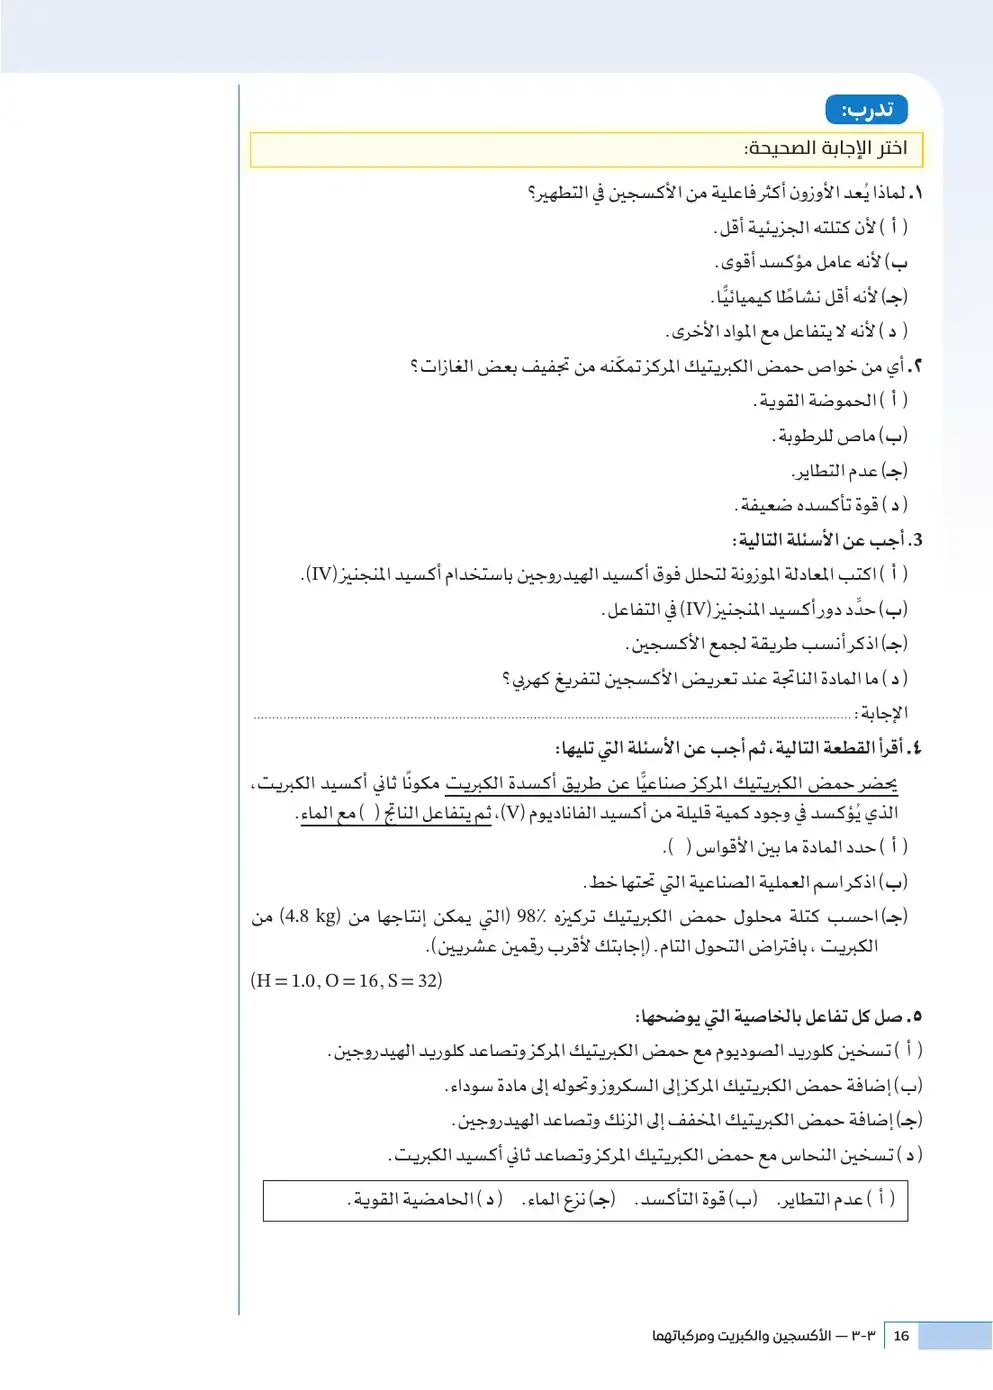 تدرب:
اختر الإجابة الصحيحة:
١. لماذا يُعد الأوزون أكثر فاعلية من الأكسجين في التطهير؟
( أ ) لأن كتلته الجزيئية أقل.
ب) لأنه عامل مؤكسد أقوى.
(جـ) لأنه أقل نشاطًا كيميائيًّا.
( د ) لأنه لا يتفاعل مع المواد الأخرى.
٢. أي من خواص حمض الكبريتيك المركز تمكّنه من تجفيف بعض الغازات؟
( أ ) الحموضة القوية.
(ب) ماص للرطوبة.
(جـ) عدم التطاير.
( د ) قوة تأكسده ضعيفة.
3. أجب عن الأسئلة التالية:
( أ ) اكتب المعادلة الموزونة لتحلل فوق أكسيد الهيدروجين باستخدام أكسيد المنجنيز (IV).
(ب) حدِّد دور أكسيد المنجنيز (IV) في التفاعل.
(جـ) اذكر أنسب طريقة لجمع الأكسجين.
( د ) ما المادة الناتجة عند تعريض الأكسجين لتفريغ كهربي؟
الإجابة: ................................................................
٤. أقرأ القطعة التالية، ثم أجب عن الأسئلة التي تليها:
يحضر حمض الكبريتيك المركز صناعيًّا عن طريق أكسدة الكبريت مكونًا ثاني أكسيد الكبريت،
الذي يُؤكسد في وجود كمية قليلة من أكسيد الفاناديوم (V)، ثم يتفاعل الناتج ( ) مع الماء.
( أ ) حدد المادة ما بين الأقواس ( ).
(ب) اذكر اسم العملية الصناعية التي تحتها خط.
(جـ) احسب كتلة محلول حمض الكبريتيك تركيزه 98٪ (التي يمكن إنتاجها من (4.8 kg) من
الكبريت ، بافتراض التحول التام. (إجابتك لأقرب رقمين عشريين).
(H = 1.0, O = 16, S = 32)
٥. صل كل تفاعل بالخاصية التي يوضحها:
( أ ) تسخين كلوريد الصوديوم مع حمض الكبريتيك المركز وتصاعد كلوريد الهيدروجين.
(ب) إضافة حمض الكبريتيك المركز إلى السكروز وتحوله إلى مادة سوداء.
(جـ) إضافة حمض الكبريتيك المخفف إلى الزنك وتصاعد الهيدروجين.
( د ) تسخين النحاس مع حمض الكبريتيك المركز وتصاعد ثاني أكسيد الكبريت.
( أ ) عدم التطاير. (ب) قوة التأكسد. (جـ) نزع الماء. ( د ) الحامضية القوية.
16 ٣-٣ — الأكسجين والكبريت ومركباتهما